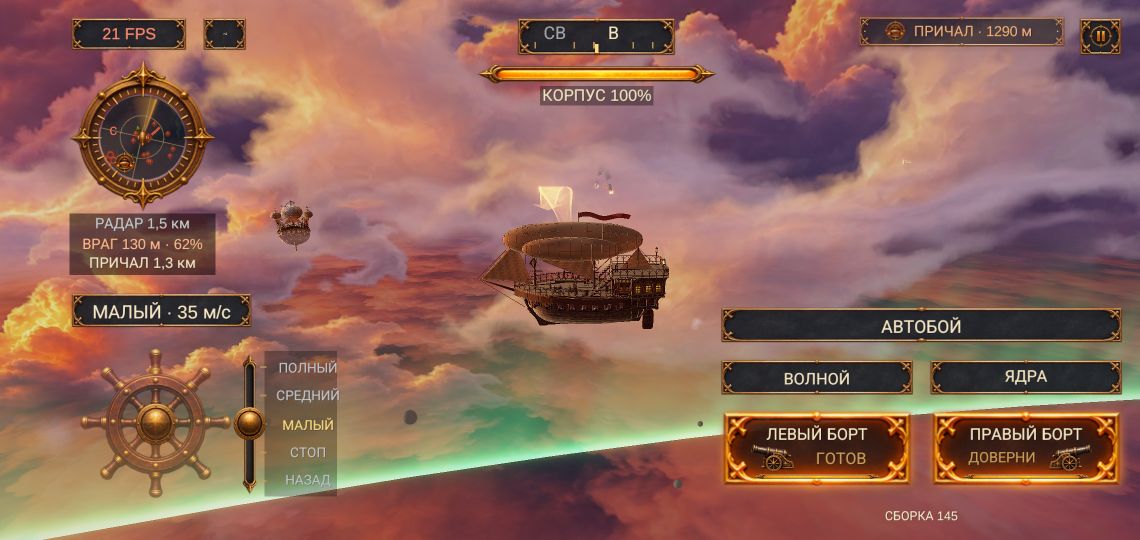 21 FPS
~
СВ В
ПРИЧАЛ · 1290 м
КОРПУС 100%
С
РАДАР 1,5 км
ВРАГ 130 м · 62%
ПРИЧАЛ 1,3 км
МАЛЫЙ · 35 м/с
ПОЛНЫЙ
СРЕДНИЙ
МАЛЫЙ
СТОП
НАЗАД
АВТОБОЙ
ВОЛНОЙ
ЯДРА
ЛЕВЫЙ БОРТ
ГОТОВ
ПРАВЫЙ БОРТ
ДОВЕРНИ
СБОРКА 145